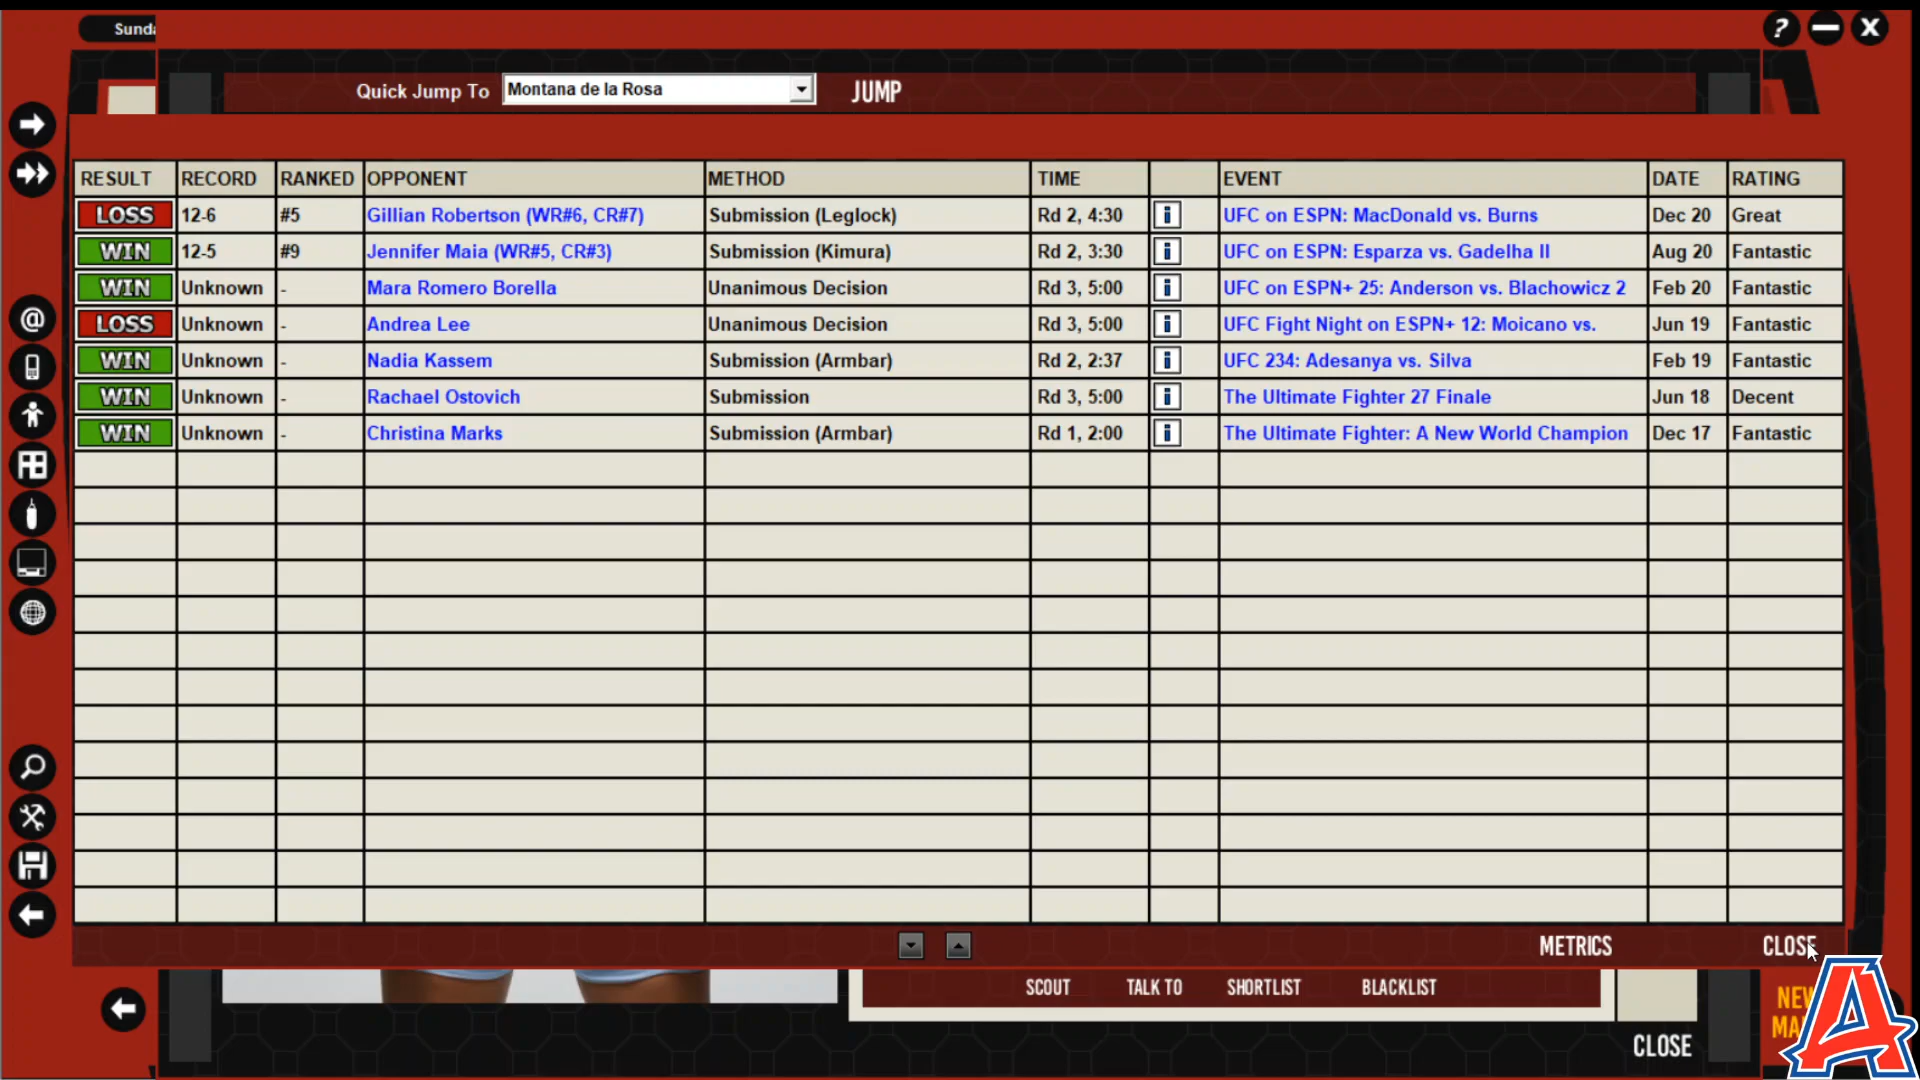 Sunda
?
X
Quick Jump To Montana de la Rosa JUMP
RESULT RECORD RANKED OPPONENT METHOD TIME EVENT DATE RATING
LOSS 12-6 #5 Gillian Robertson (WR#6, CR#7) Submission (Leglock) Rd 2, 4:30 i UFC on ESPN: MacDonald vs. Burns Dec 20 Great
WIN 12-5 #9 Jennifer Maia (WR#5, CR#3) Submission (Kimura) Rd 2, 3:30 i UFC on ESPN: Esparza vs. Gadelha II Aug 20 Fantastic
WIN Unknown - Mara Romero Borella Unanimous Decision Rd 3, 5:00 i UFC on ESPN+ 25: Anderson vs. Blachowicz 2 Feb 20 Fantastic
LOSS Unknown - Andrea Lee Unanimous Decision Rd 3, 5:00 i UFC Fight Night on ESPN+ 12: Moicano vs. Jun 19 Fantastic
WIN Unknown - Nadia Kassem Submission (Armbar) Rd 2, 2:37 i UFC 234: Adesanya vs. Silva Feb 19 Fantastic
WIN Unknown - Rachael Ostovich Submission Rd 3, 5:00 i The Ultimate Fighter 27 Finale Jun 18 Decent
WIN Unknown - Christina Marks Submission (Armbar) Rd 1, 2:00 i The Ultimate Fighter: A New World Champion Dec 17 Fantastic
@
METRICS CLOSE
SCOUT TALK TO SHORTLIST BLACKLIST
NEW
MA
CLOSE
A